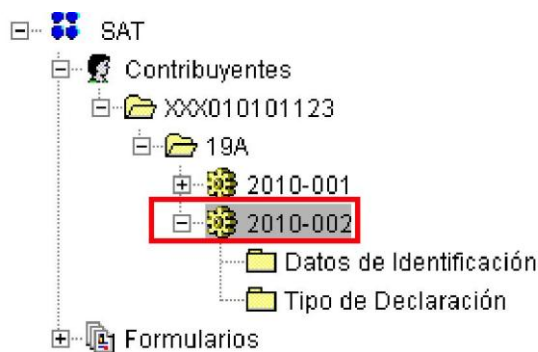 SAT
Contribuyentes
XXX010101123
19A
2010-001
2010-002
Datos de Identificación
Tipo de Declaración
Formularios